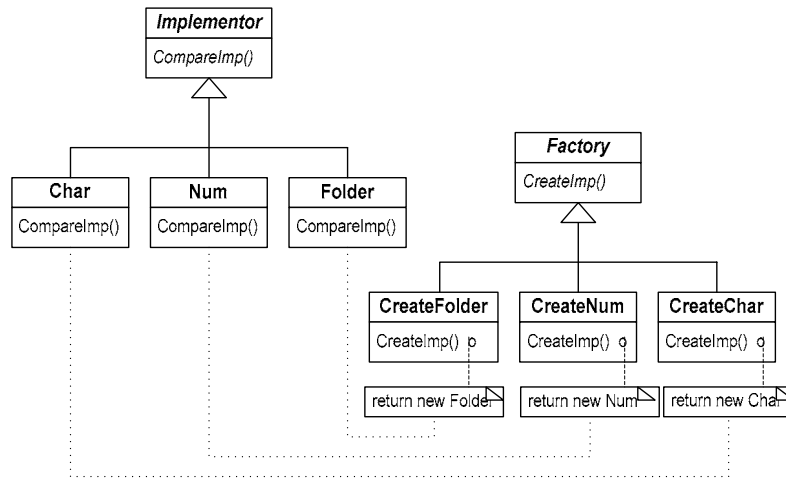 Implementor
CompareImp()
Char
CompareImp()
Num
CompareImp()
Folder
CompareImp()
Factory
CreateImp()
CreateFolder
CreateImp()
CreateNum
CreateImp()
CreateChar
CreateImp()
return new Folder
return new Num
return new Char